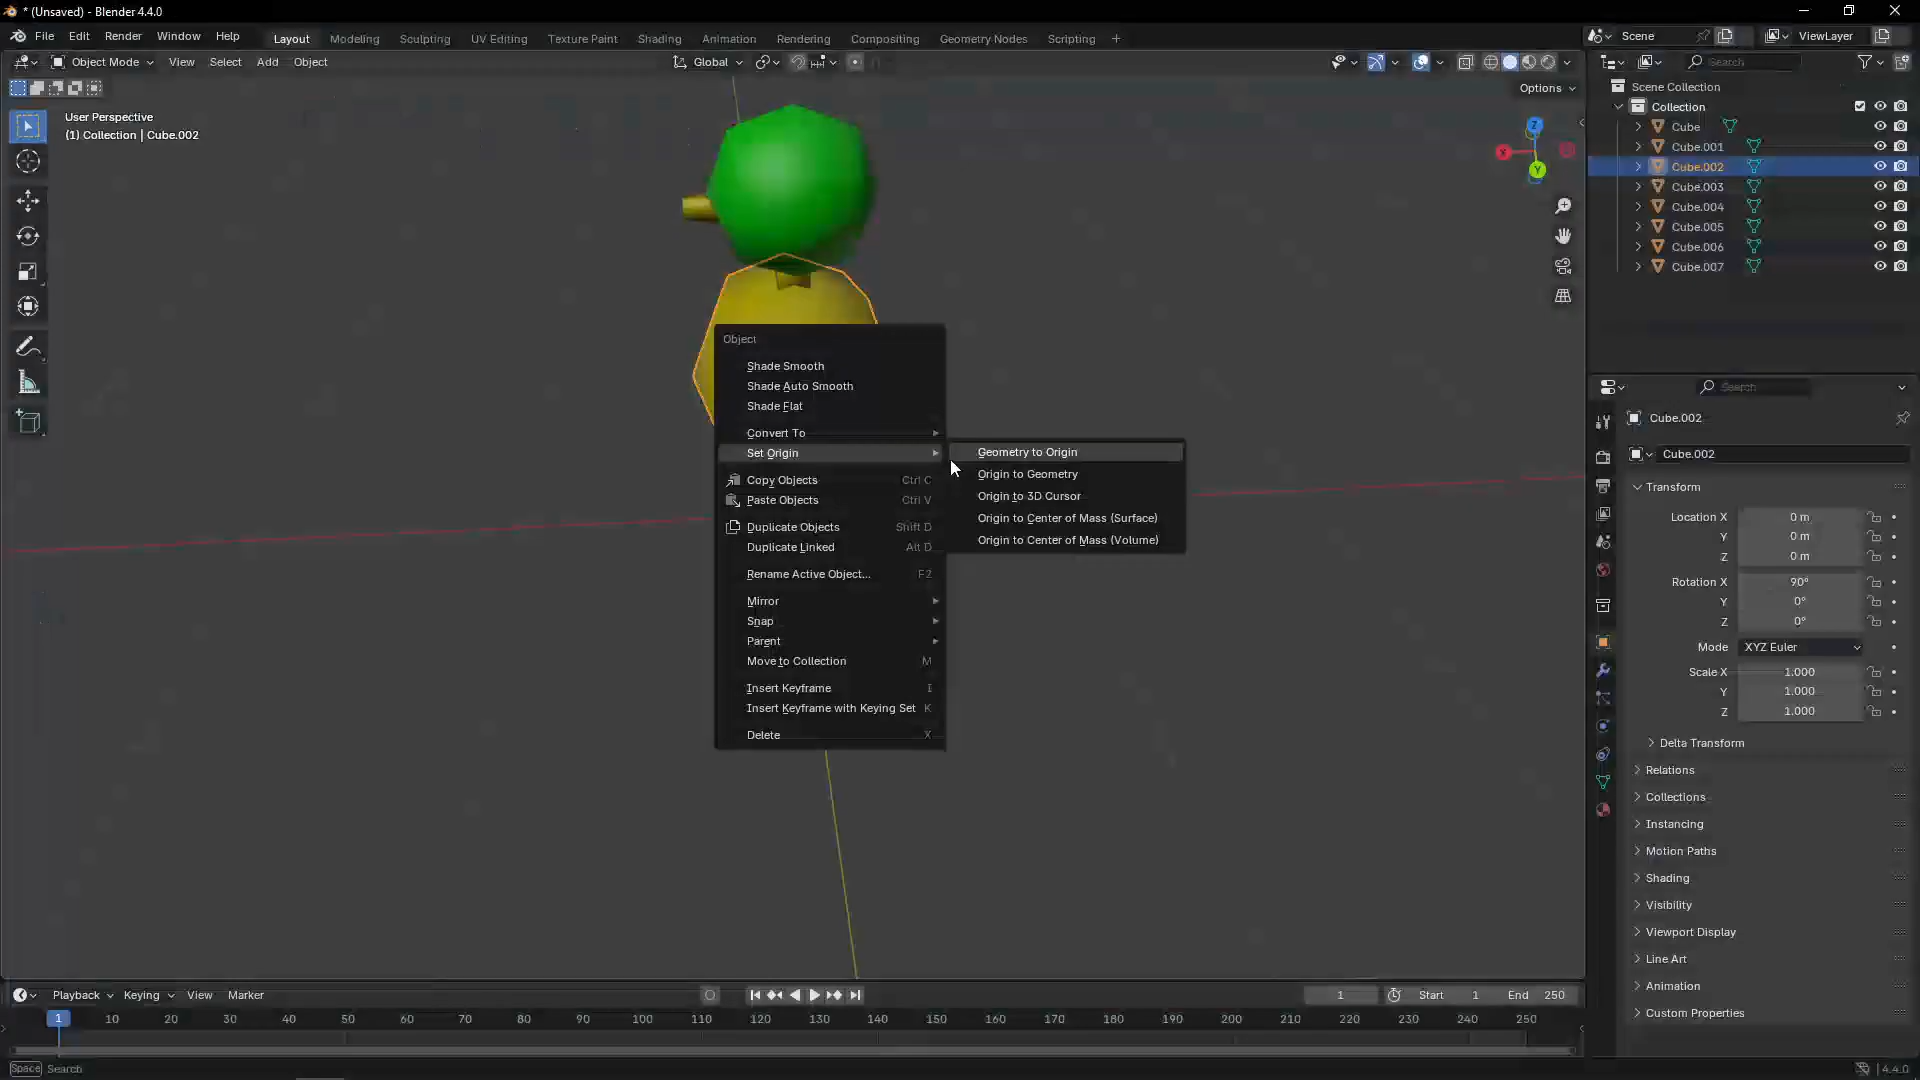 * (Unsaved) - Blender 4.4.0
File Edit Render Window Help
Layout Modeling Sculpting UV Editing Texture Paint Shading Animation Rendering Compositing Geometry Nodes Scripting +
Scene
ViewLayer
Object Mode View Select Add Object
Global
Search
Options
User Perspective
(1) Collection | Cube.002
Z
X
Y
Scene Collection
Collection
Cube
Cube.001
Cube.002
Cube.003
Cube.004
Cube.005
Cube.006
Cube.007
Object
Shade Smooth
Shade Auto Smooth
Shade Flat
Convert To
Set Origin
Copy Objects Ctrl C
Paste Objects Ctrl V
Duplicate Objects Shift D
Duplicate Linked Alt D
Rename Active Object... F2
Mirror
Snap
Parent
Move to Collection M
Insert Keyframe I
Insert Keyframe with Keying Set K
Delete X
Geometry to Origin
Origin to Geometry
Origin to 3D Cursor
Origin to Center of Mass (Surface)
Origin to Center of Mass (Volume)
Search
Cube.002
Cube.002
Transform
Location X 0 m
Y 0 m
Z 0 m
Rotation X 90°
Y 0°
Z 0°
Mode XYZ Euler
Scale X 1.000
Y 1.000
Z 1.000
Delta Transform
Relations
Collections
Instancing
Motion Paths
Shading
Visibility
Viewport Display
Line Art
Animation
Custom Properties
Playback Keying View Marker
1 Start 1 End 250
1 10 20 30 40 50 60 70 80 90 100 110 120 130 140 150 160 170 180 190 200 210 220 230 240 250
Space Search
4.4.0